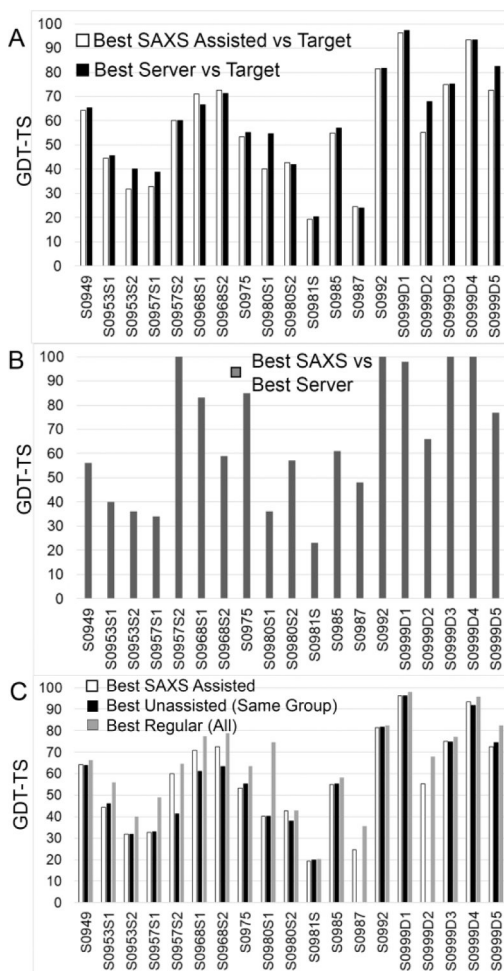 A
Best SAXS Assisted vs Target
Best Server vs Target
GDT-TS
100
90
80
70
60
50
40
30
20
10
0
S0949
S0953S1
S0953S2
S0957S1
S0957S2
S0968S1
S0968S2
S0975
S0980S1
S0980S2
S0981S
S0985
S0987
S0992
S0999D1
S0999D2
S0999D3
S0999D4
S0999D5
B
Best SAXS vs
Best Server
GDT-TS
100
90
80
70
60
50
40
30
20
10
0
S0949
S0953S1
S0953S2
S0957S1
S0957S2
S0968S1
S0968S2
S0975
S0980S1
S0980S2
S0981S
S0985
S0987
S0992
S0999D1
S0999D2
S0999D3
S0999D4
S0999D5
C
Best SAXS Assisted
Best Unassisted (Same Group)
Best Regular (All)
GDT-TS
100
90
80
70
60
50
40
30
20
10
0
S0949
S0953S1
S0953S2
S0957S1
S0957S2
S0968S1
S0968S2
S0975
S0980S1
S0980S2
S0981S
S0985
S0987
S0992
S0999D1
S0999D2
S0999D3
S0999D4
S0999D5